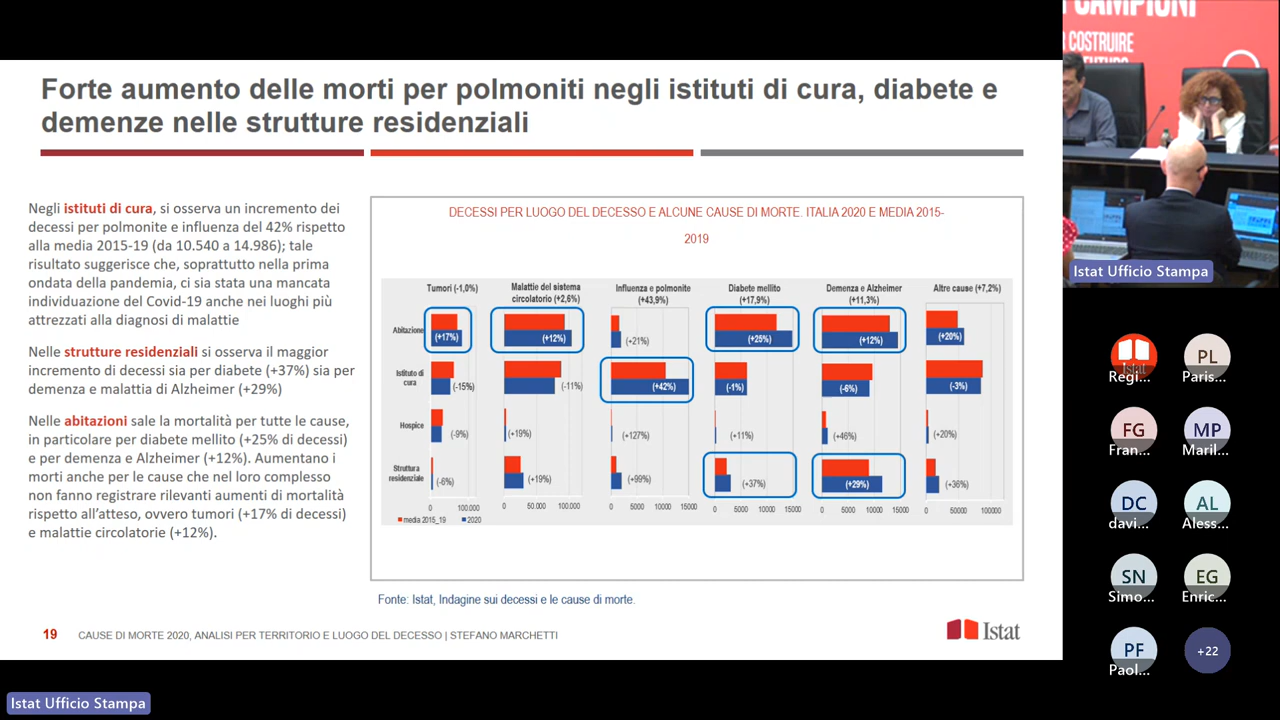 Forte aumento delle morti per polmoniti negli istituti di cura, diabete e
demenze nelle strutture residenziali
Negli istituti di cura, si osserva un incremento dei
decessi per polmonite e influenza del 42% rispetto
alla media 2015-19 (da 10.540 a 14.986); tale
risultato suggerisce che, soprattutto nella prima
ondata della pandemia, ci sia stata una mancata
individuazione del Covid-19 anche nei luoghi più
attrezzati alla diagnosi di malattie
Nelle strutture residenziali si osserva il maggior
incremento di decessi sia per diabete (+37%) sia per
demenza e malattia di Alzheimer (+29%)
Nelle abitazioni sale la mortalità per tutte le cause,
in particolare per diabete mellito (+25% di decessi)
e per demenza e Alzheimer (+12%). Aumentano i
morti anche per le cause che nel loro complesso
non fanno registrare rilevanti aumenti di mortalità
rispetto all'atteso, ovvero tumori (+17% di decessi)
e malattie circolatorie (+12%).
DECESSI PER LUOGO DEL DECESSO E ALCUNE CAUSE DI MORTE. ITALIA 2020 E MEDIA 2015-
2019
Tumori (-1,0%)
Malattie del sistema
circolatorio (+2,6%)
Influenza e polmonite
(+43,9%)
Diabete mellito
(+17,9%)
Demenza e Alzheimer
(+11,3%)
Altre cause (+7,2%)
Abitazione
(+17%)
(+12%)
(+21%)
(+25%)
(+12%)
(+20%)
Istituto di
cura
(-15%)
(-11%)
(+42%)
(-1%)
(-6%)
(-3%)
Hospice
(-9%)
(+19%)
(+127%)
(+11%)
(+46%)
(+20%)
Struttura
residenziale
(-6%)
(+19%)
(+99%)
(+37%)
(+29%)
(+36%)
0 100.000
0 50.000 100.000
0 5000 10000 15000
0 5000 10000 15000
0 5000 10000 15000
0 50000 100000
media 2015_19 2020
Fonte: Istat, Indagine sui decessi e le cause di morte.
19 CAUSE DI MORTE 2020, ANALISI PER TERRITORIO E LUOGO DEL DECESSO | STEFANO MARCHETTI
Istat
Istat Ufficio Stampa
CAMPIONI
COSTRUIRE
Istat Ufficio Stampa
Istat
Regi...
PL
Paris...
FG
Fran...
MP
Maril...
DC
davi...
AL
Aless...
SN
Simo...
EG
Enric...
PF
Paol...
+22